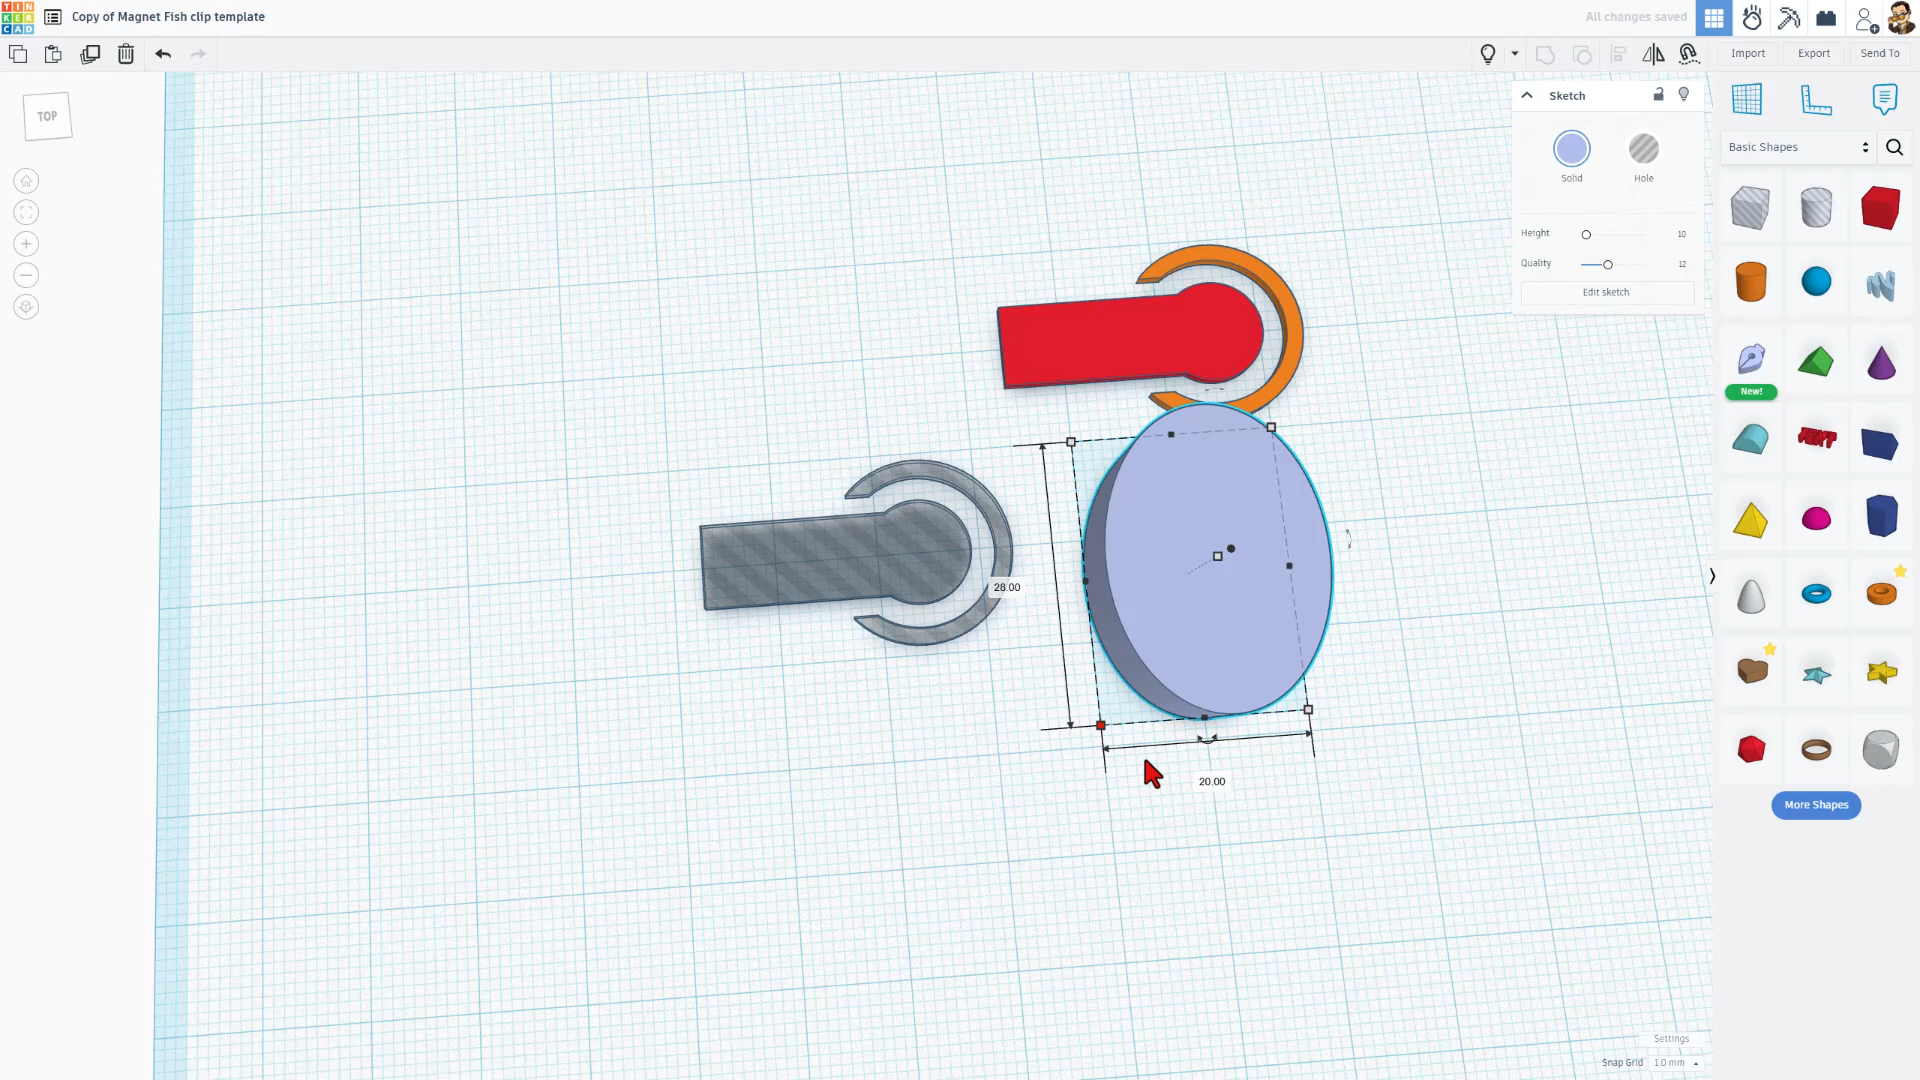 TIN
KER
CAD
Copy of Magnet Fish clip template
All changes saved
Import
Export
Send To
TOP
Sketch
Solid
Hole
Height
10
Quality
12
Edit sketch
Basic Shapes
New!
TEXT
More Shapes
28.00
20.00
Settings
Snap Grid
1.0 mm